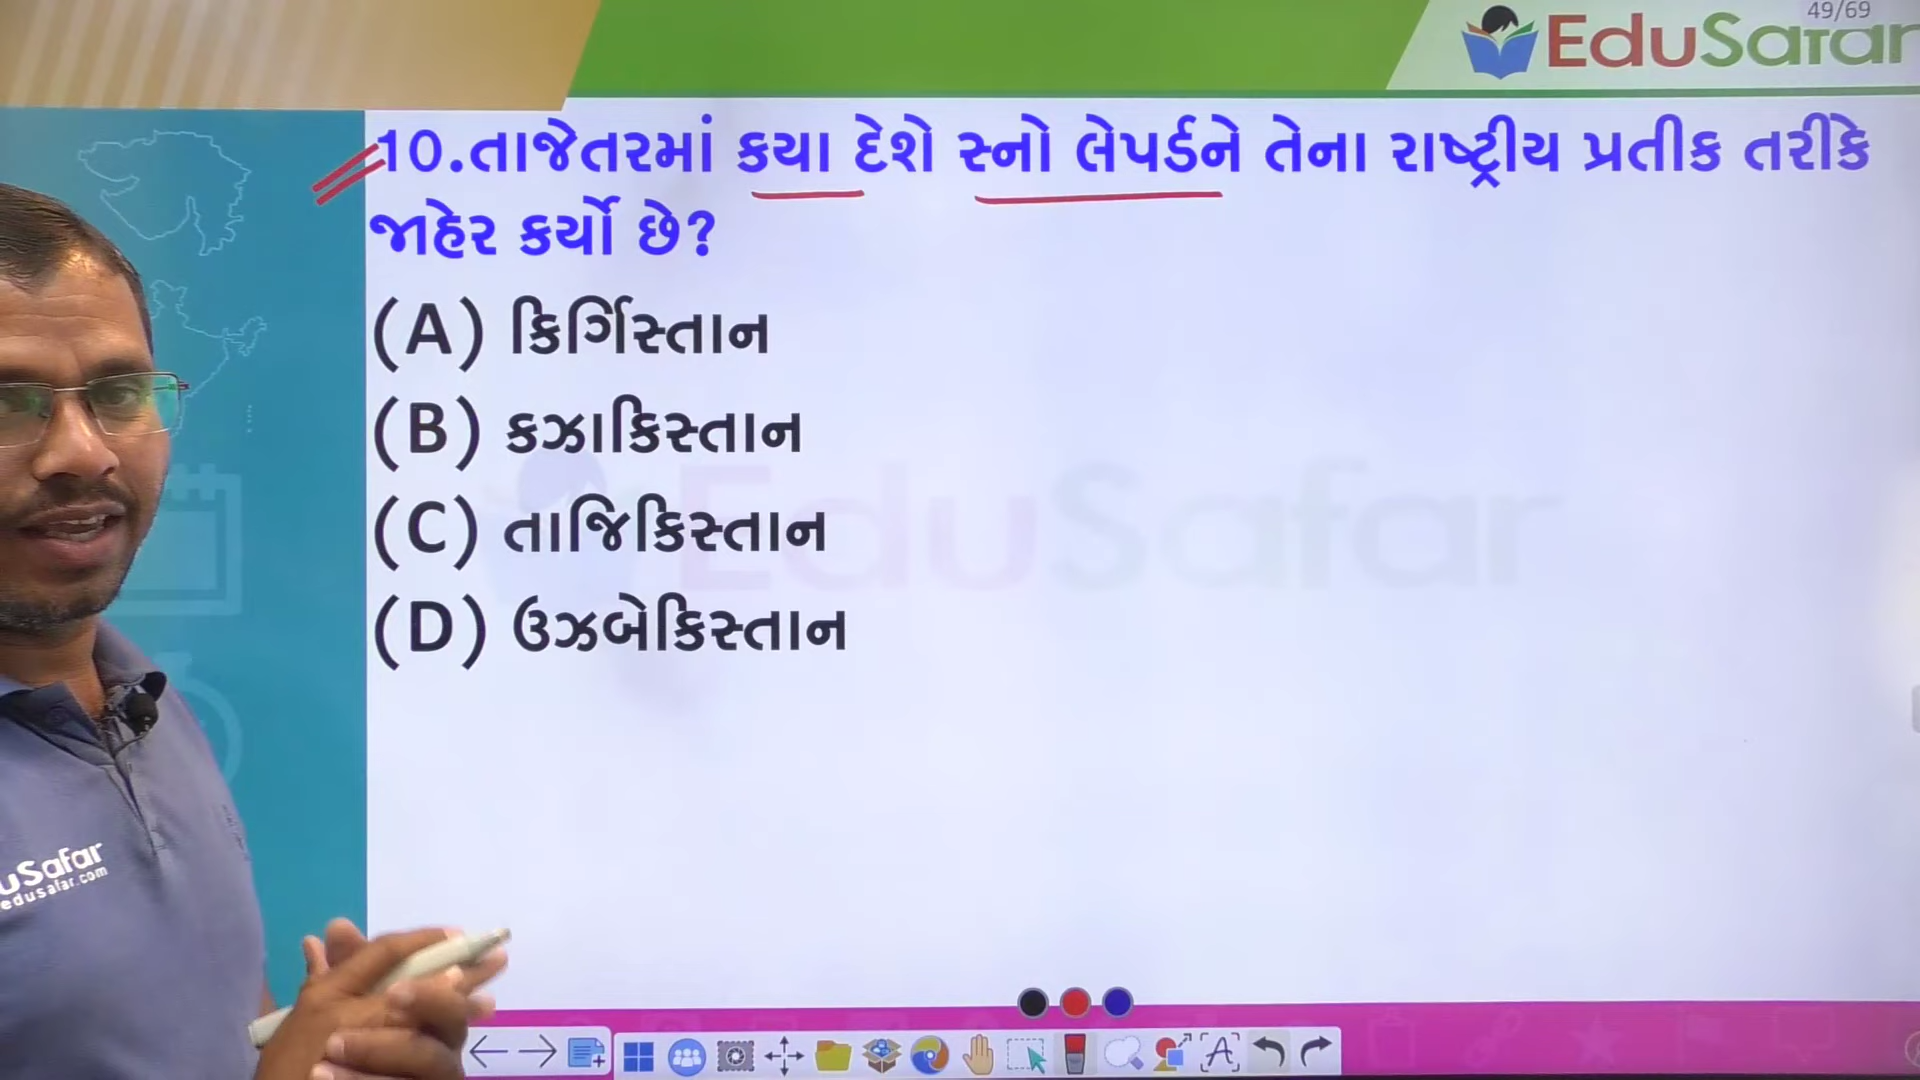 49/69
EduSafar
10.તાજેતરમાં કયા દેશે સ્નો લેપર્ડને તેના રાષ્ટ્રીય પ્રતીક તરીકે
જાહેર કર્યો છે?
(A) કિર્ગિસ્તાન
(B) કઝાકિસ્તાન
(C) તાજિકિસ્તાન
(D) ઉઝબેકિસ્તાન
EduSafar
uSafar
edusafar.com